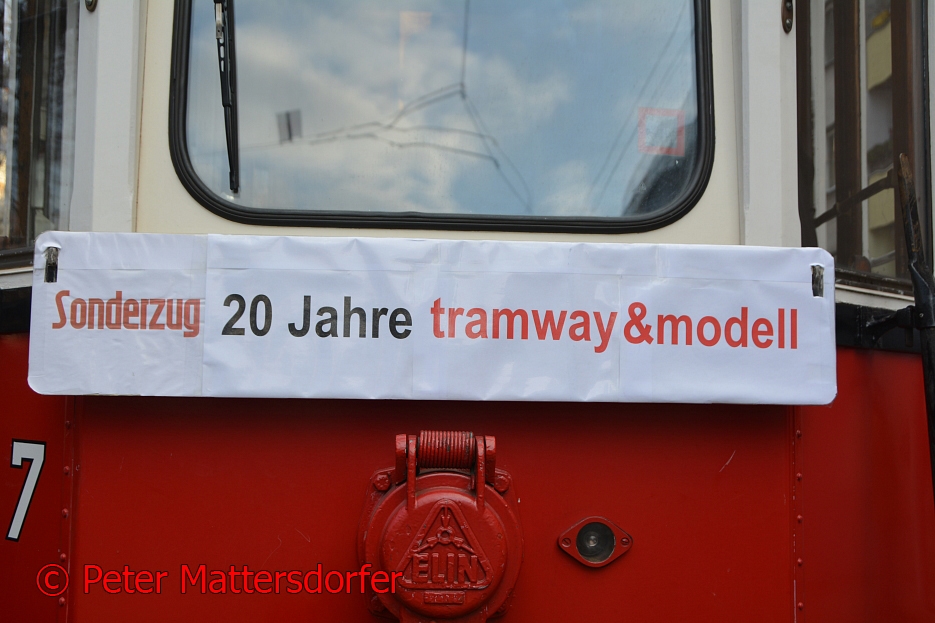 Sonderzug 20 Jahre tramway&modell
7
ELIN
© Peter Mattersdorfer